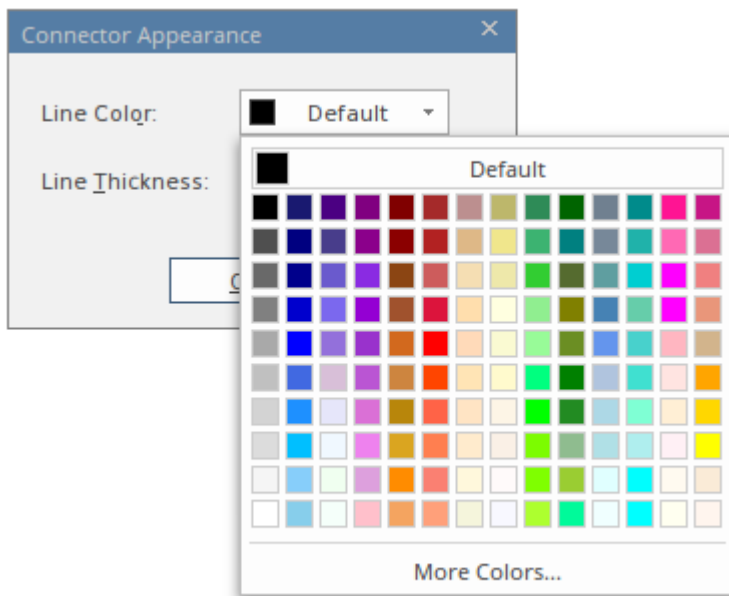 Connector Appearance
Line Color:
Default
Default
Line Thickness:
More Colors...